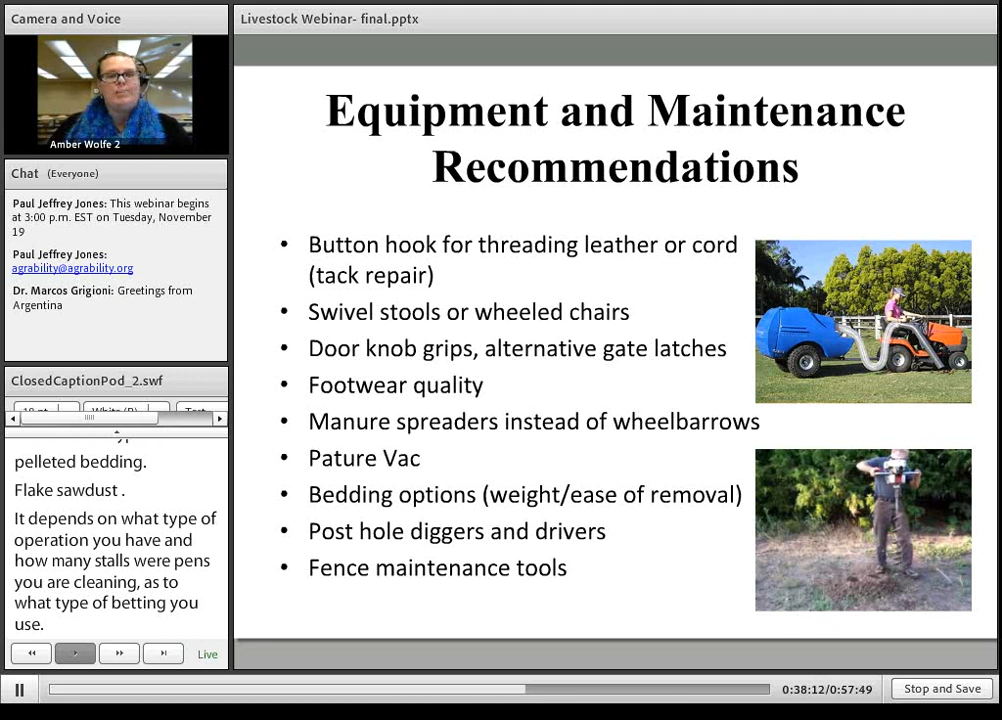 Camera and Voice
Amber Wolfe 2
Chat (Everyone)
Paul Jeffrey Jones: This webinar begins
at 3:00 p.m. EST on Tuesday, November
19
Paul Jeffrey Jones:
agrability@agrability.org
Dr. Marcos Grigioni: Greetings from
Argentina
ClosedCaptionPod_2.swf
pelleted bedding.
Flake sawdust .
It depends on what type of
operation you have and
how many stalls were pens
you are cleaning, as to
what type of betting you
use.
Live
Livestock Webinar- final.pptx
Equipment and Maintenance
Recommendations
• Button hook for threading leather or cord
(tack repair)
• Swivel stools or wheeled chairs
• Door knob grips, alternative gate latches
• Footwear quality
• Manure spreaders instead of wheelbarrows
• Pature Vac
• Bedding options (weight/ease of removal)
• Post hole diggers and drivers
• Fence maintenance tools
0:38:12/0:57:49
Stop and Save